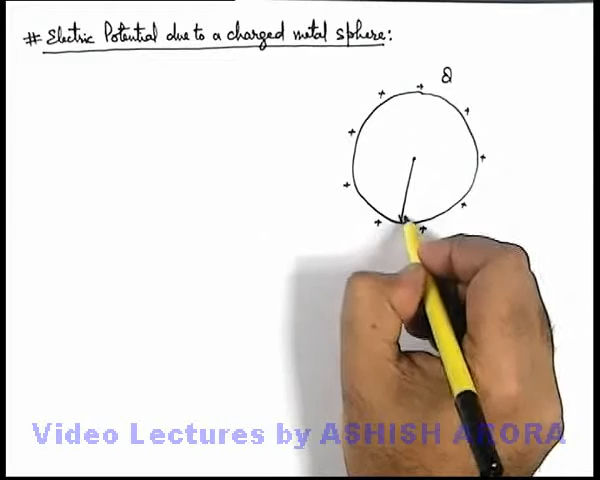 # Electric Potential due to a charged metal sphere:
Q
Video Lectures by ASHISH ARORA